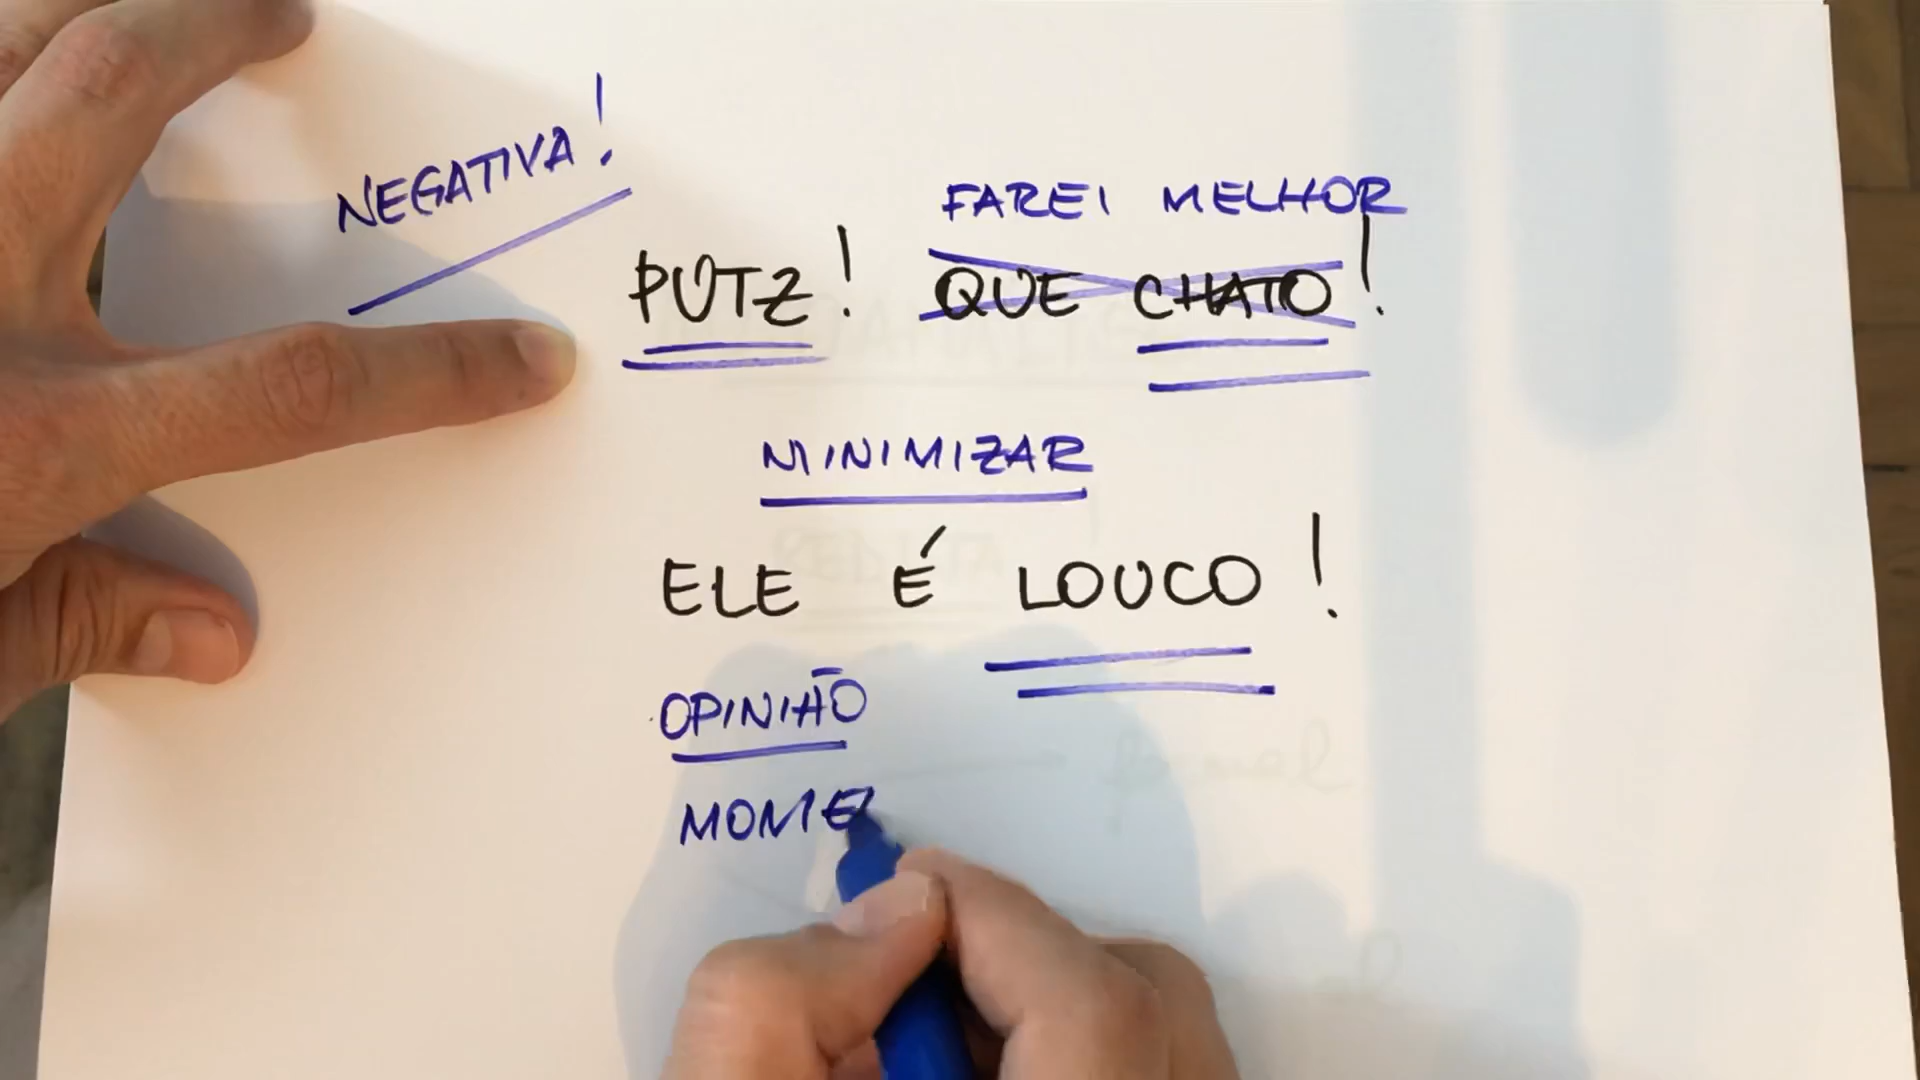 NEGATIVA!
FAREI MELHOR
PUTZ! QUE CHATO!
MINIMIZAR
ELE É LOUCO!
OPINIÃO
MOME